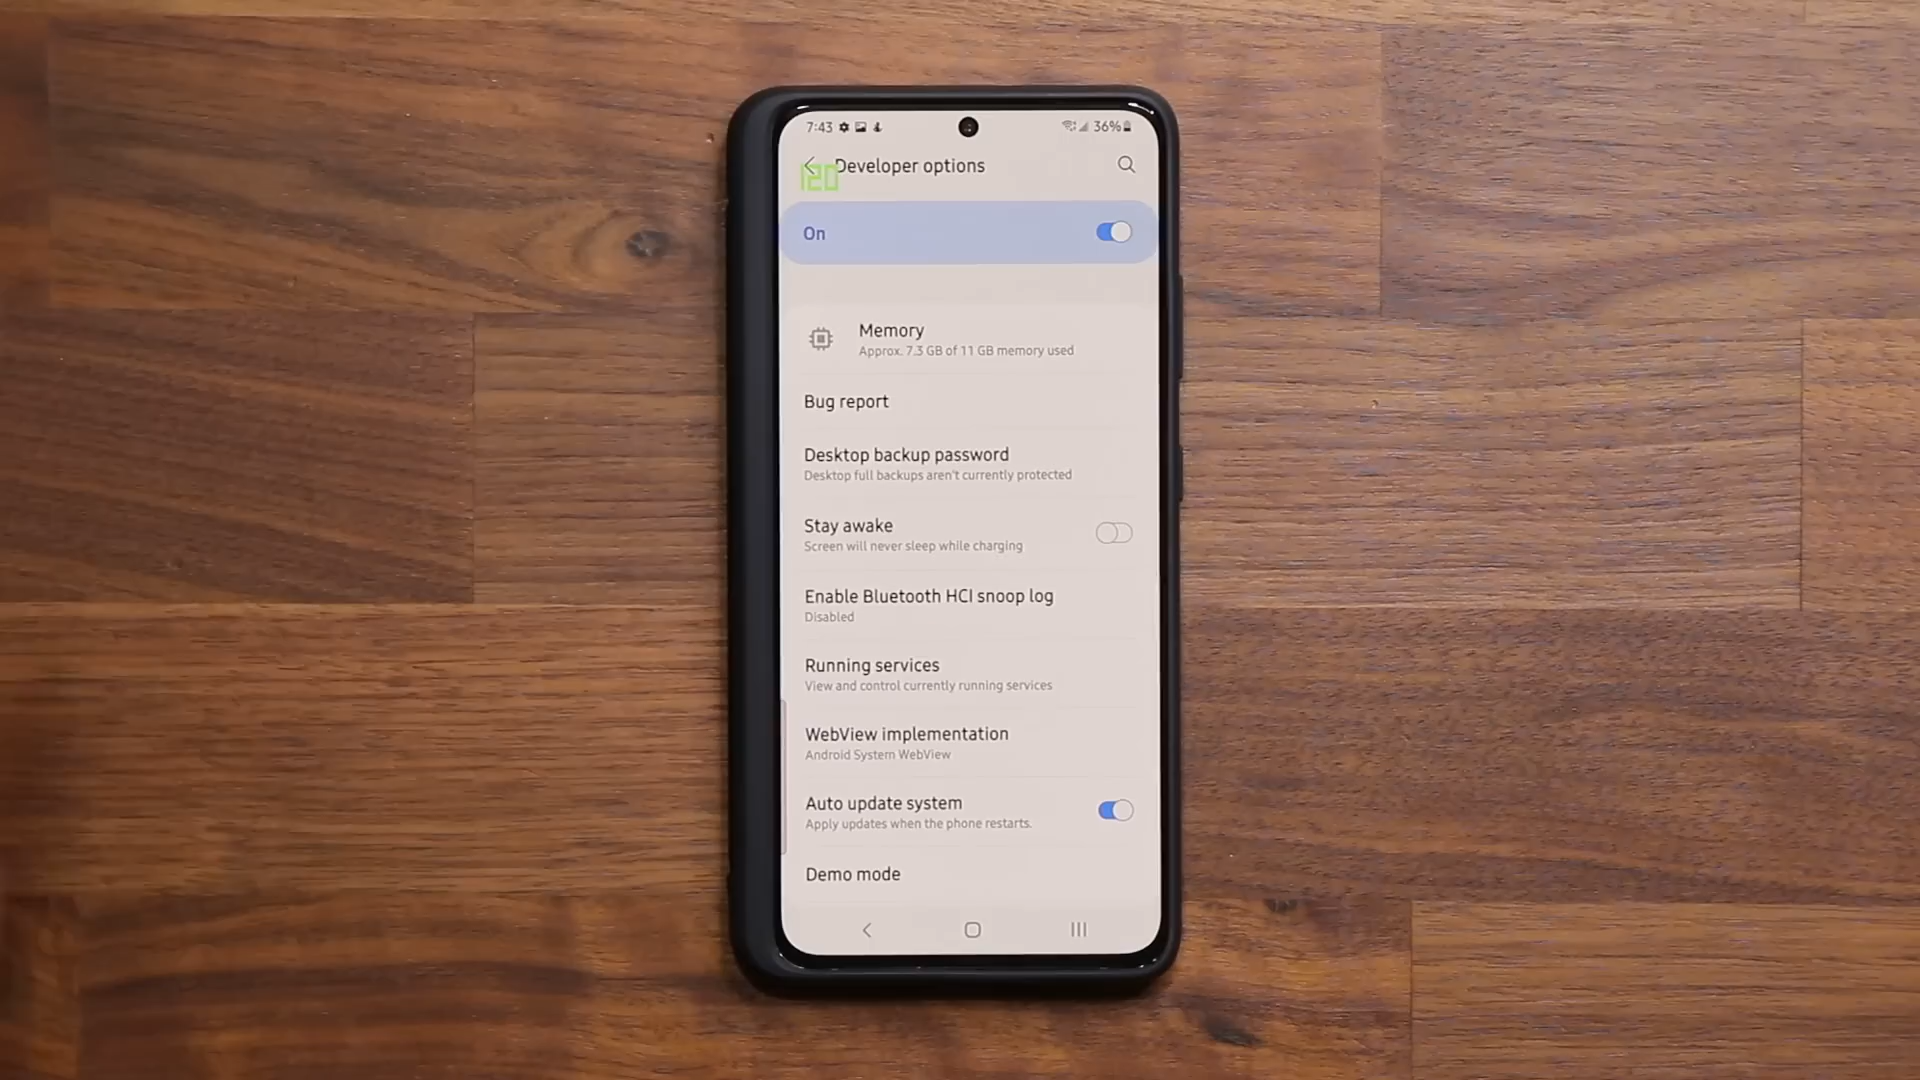 7:43 36%
Developer options
120
On
Memory
Approx. 7.3 GB of 11 GB memory used
Bug report
Desktop backup password
Desktop full backups aren't currently protected
Stay awake
Screen will never sleep while charging
Enable Bluetooth HCI snoop log
Disabled
Running services
View and control currently running services
WebView implementation
Android System WebView
Auto update system
Apply updates when the phone restarts.
Demo mode